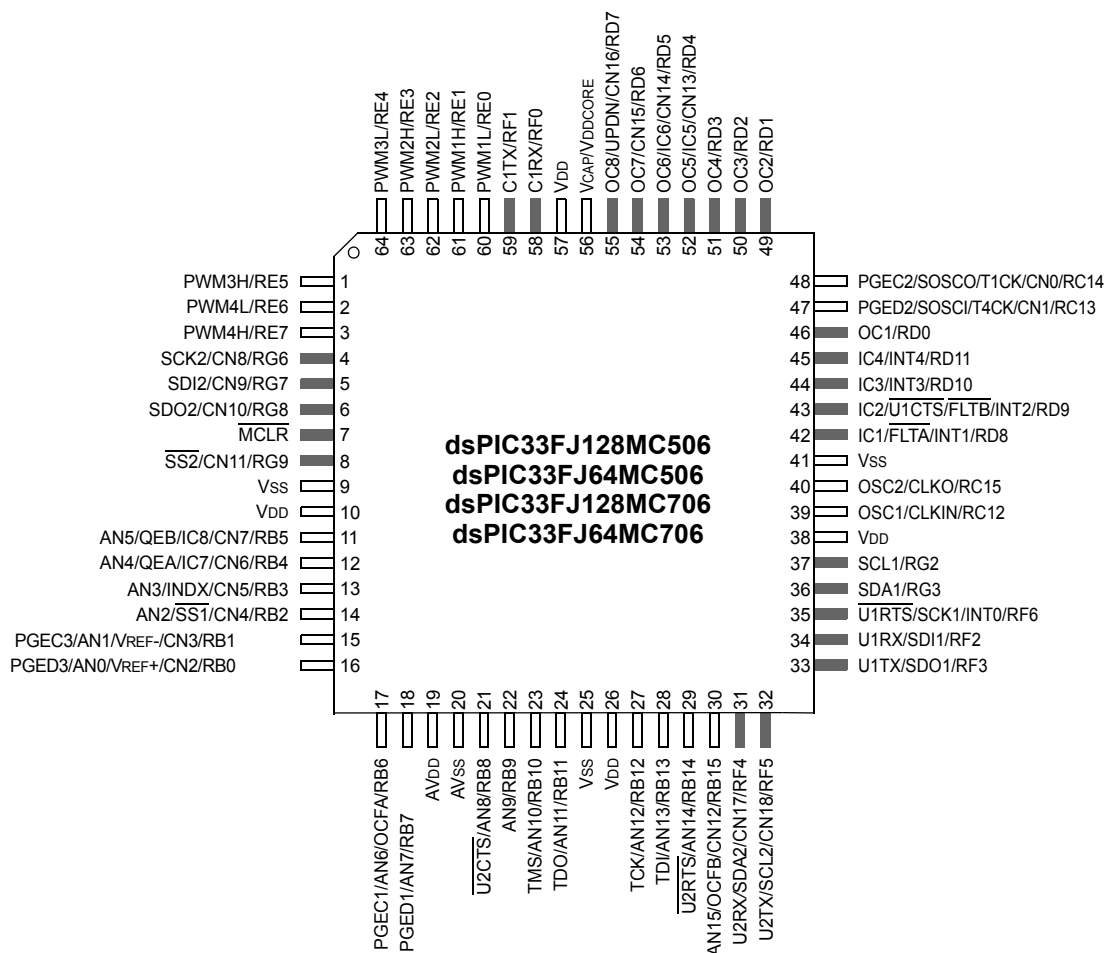 PWM3L/RE4
PWM2H/RE3
PWM2L/RE2
PWM1H/RE1
PWM1L/RE0
C1TX/RF1
C1RX/RF0
VDD
VCAP/VDDCORE
OC8/UPDN/CN16/RD7
OC7/CN15/RD6
OC6/IC6/CN14/RD5
OC5/IC5/CN13/RD4
OC4/RD3
OC3/RD2
OC2/RD1
64
63
62
61
60
59
58
57
56
55
54
53
52
51
50
49
PWM3H/RE5 1
PWM4L/RE6 2
PWM4H/RE7 3
SCK2/CN8/RG6 4
SDI2/CN9/RG7 5
SDO2/CN10/RG8 6
MCLR 7
SS2/CN11/RG9 8
VSS 9
VDD 10
AN5/QEB/IC8/CN7/RB5 11
AN4/QEA/IC7/CN6/RB4 12
AN3/INDX/CN5/RB3 13
AN2/SS1/CN4/RB2 14
PGEC3/AN1/VREF-/CN3/RB1 15
PGED3/AN0/VREF+/CN2/RB0 16
dsPIC33FJ128MC506
dsPIC33FJ64MC506
dsPIC33FJ128MC706
dsPIC33FJ64MC706
48 PGEC2/SOSCO/T1CK/CN0/RC14
47 PGED2/SOSCI/T4CK/CN1/RC13
46 OC1/RD0
45 IC4/INT4/RD11
44 IC3/INT3/RD10
43 IC2/U1CTS/FLTB/INT2/RD9
42 IC1/FLTA/INT1/RD8
41 VSS
40 OSC2/CLKO/RC15
39 OSC1/CLKIN/RC12
38 VDD
37 SCL1/RG2
36 SDA1/RG3
35 U1RTS/SCK1/INT0/RF6
34 U1RX/SDI1/RF2
33 U1TX/SDO1/RF3
17
18
19
20
21
22
23
24
25
26
27
28
29
30
31
32
PGEC1/AN6/OCFA/RB6
PGED1/AN7/RB7
AVDD
AVSS
U2CTS/AN8/RB8
AN9/RB9
TMS/AN10/RB10
TDO/AN11/RB11
VSS
VDD
TCK/AN12/RB12
TDI/AN13/RB13
U2RTS/AN14/RB14
AN15/OCFB/CN12/RB15
U2RX/SDA2/CN17/RF4
U2TX/SCL2/CN18/RF5